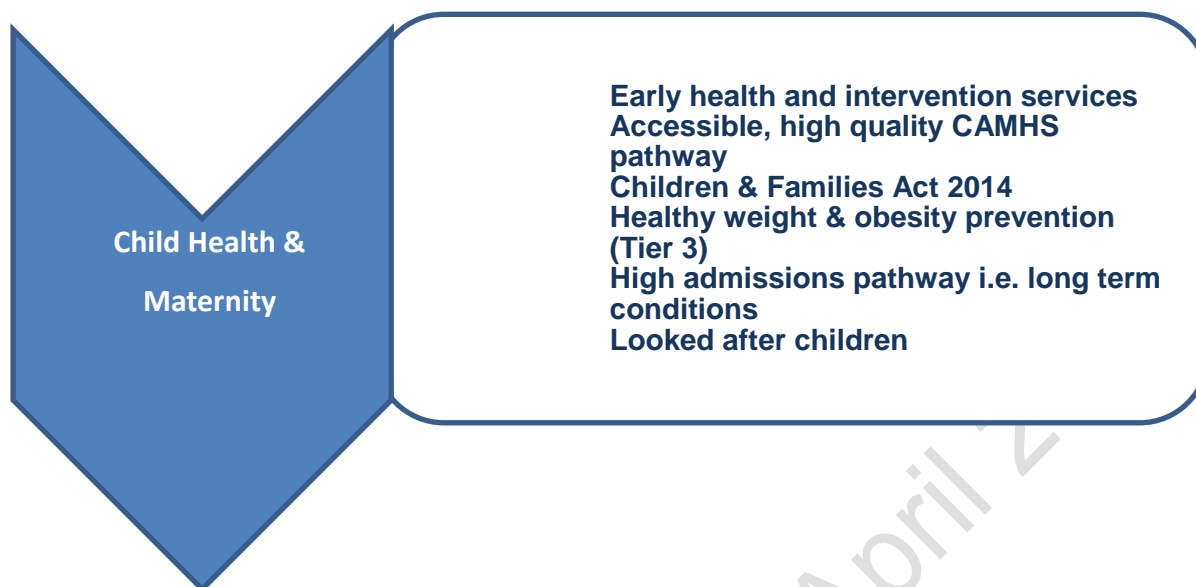 Child Health &
Maternity
Early health and intervention services
Accessible, high quality CAMHS
pathway
Children & Families Act 2014
Healthy weight & obesity prevention
(Tier 3)
High admissions pathway i.e. long term
conditions
Looked after children
April